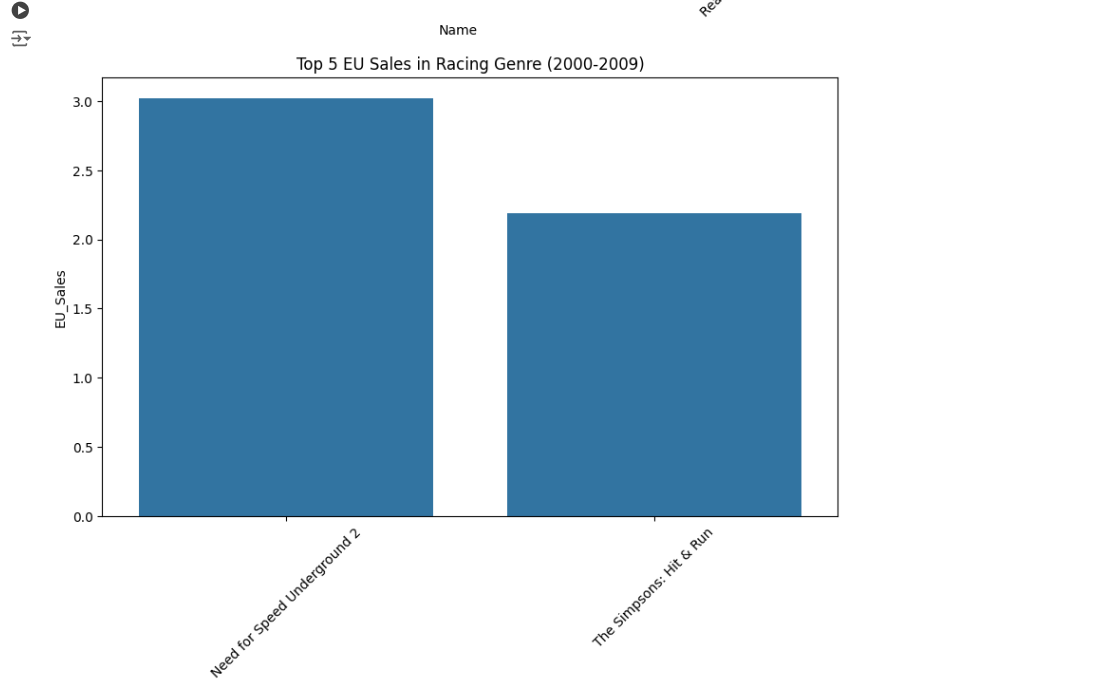 Name
Top 5 EU Sales in Racing Genre (2000-2009)
3.0
2.5
2.0
1.5
1.0
0.5
0.0
EU_Sales
Need for Speed Underground 2
The Simpsons: Hit & Run